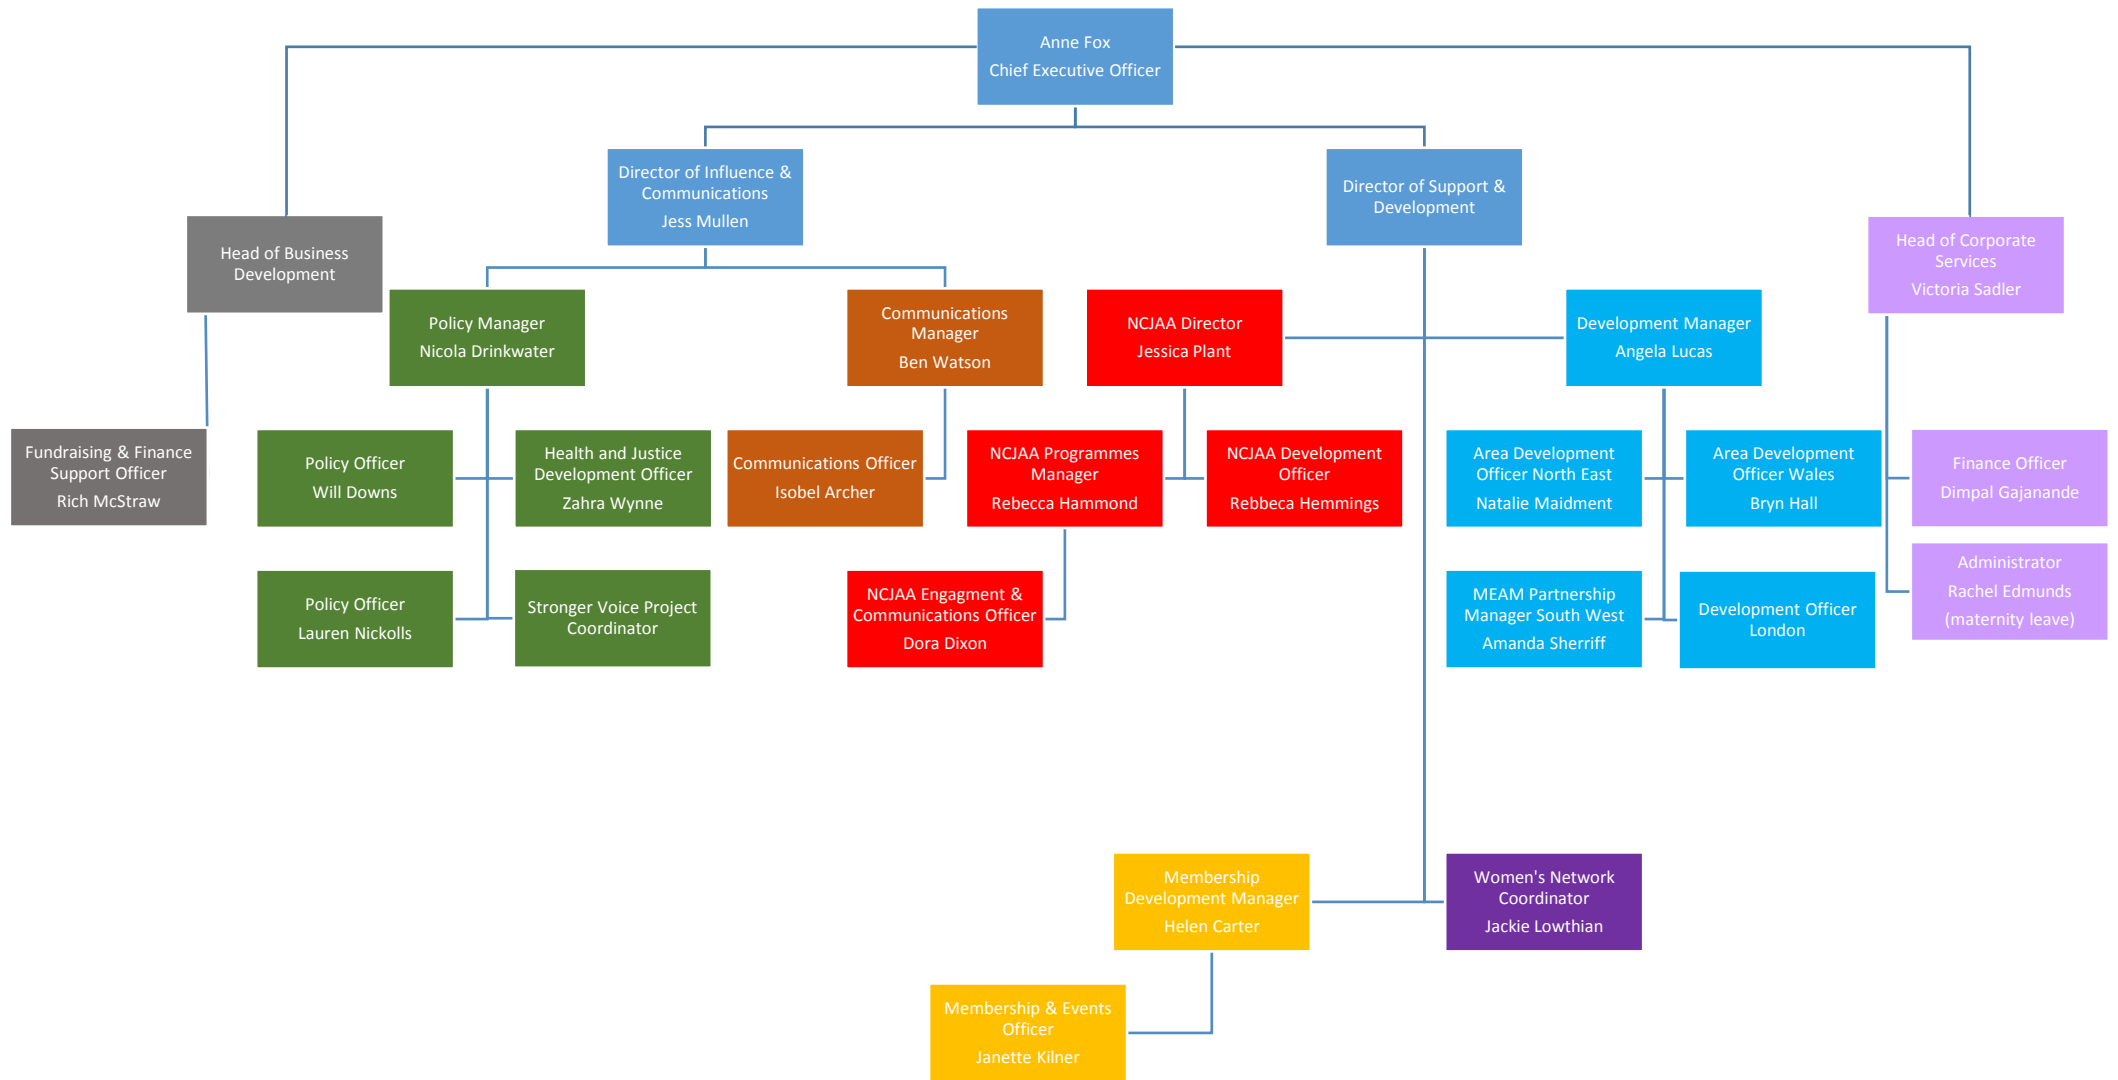 Anne Fox
Chief Executive Officer
Director of Influence &
Communications
Jess Mullen
Director of Support &
Development
Head of Business
Development
Head of Corporate
Services
Victoria Sadler
Policy Manager
Nicola Drinkwater
Communications
Manager
Ben Watson
NCJAA Director
Jessica Plant
Development Manager
Angela Lucas
Fundraising & Finance
Support Officer
Rich McStraw
Policy Officer
Will Downs
Health and Justice
Development Officer
Zahra Wynne
Communications Officer
Isobel Archer
NCJAA Programmes
Manager
Rebecca Hammond
NCJAA Development
Officer
Rebbeca Hemmings
Area Development
Officer North East
Natalie Maidment
Area Development
Officer Wales
Bryn Hall
Finance Officer
Dimpal Gajanande
Policy Officer
Lauren Nickolls
Stronger Voice Project
Coordinator
NCJAA Engagment &
Communications Officer
Dora Dixon
MEAM Partnership
Manager South West
Amanda Sherriff
Development Officer
London
Administrator
Rachel Edmunds
(maternity leave)
Membership
Development Manager
Helen Carter
Women's Network
Coordinator
Jackie Lowthian
Membership & Events
Officer
Janette Kilner